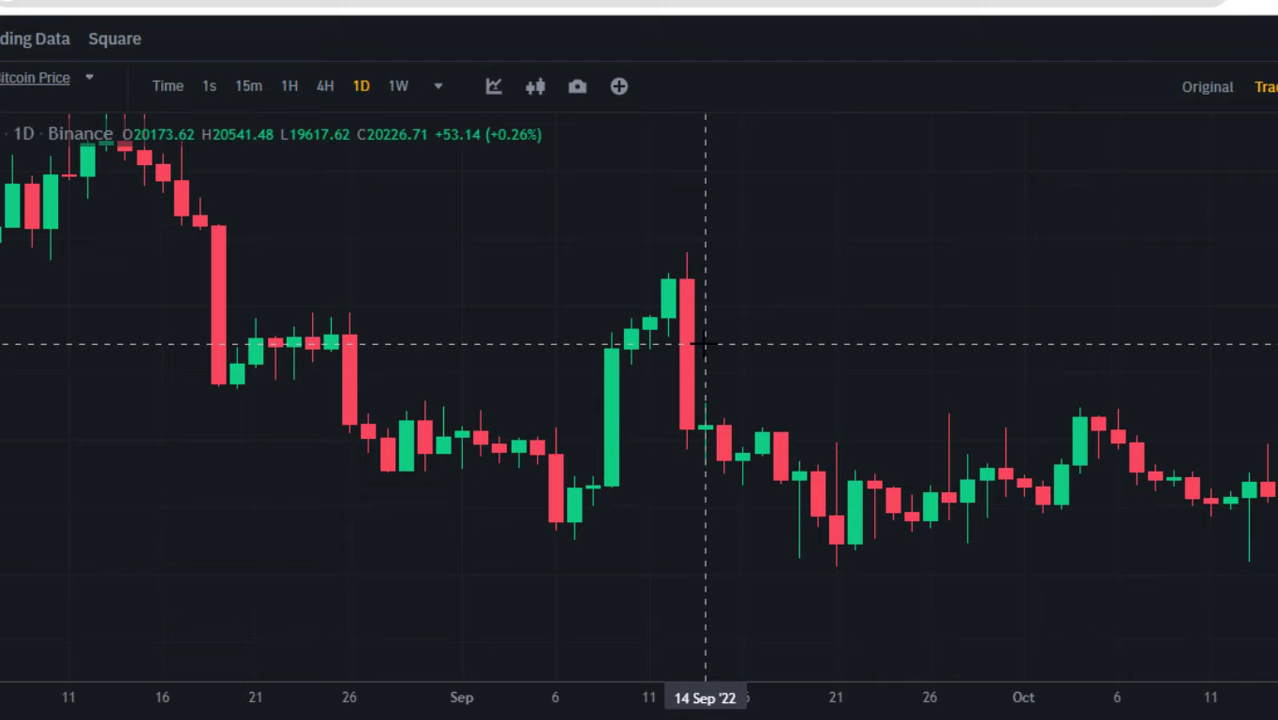 ding Data Square
itcoin Price Time 1s 15m 1H 4H 1D 1W Original Trad
· 1D · Binance O20173.62 H20541.48 L19617.62 C20226.71 +53.14 (+0.26%)
11 16 21 26 Sep 6 11 14 Sep '22 21 26 Oct 6 11